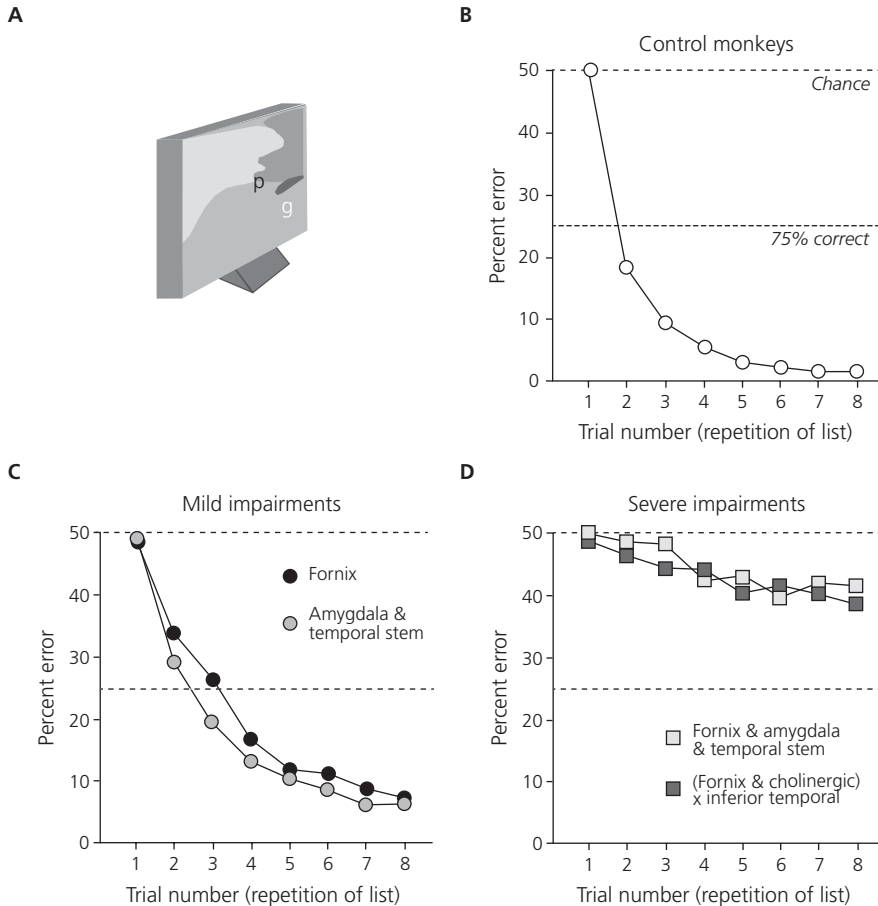 A
p
g
B
Control monkeys
50
40
30
20
10
0
Chance
75% correct
Percent error
1 2 3 4 5 6 7 8
Trial number (repetition of list)
C
Mild impairments
50
40
30
20
10
0
Fornix
Amygdala &
temporal stem
Percent error
1 2 3 4 5 6 7 8
Trial number (repetition of list)
D
Severe impairments
50
40
30
20
10
0
Percent error
Fornix & amygdala
& temporal stem
(Fornix & cholinergic)
x inferior temporal
1 2 3 4 5 6 7 8
Trial number (repetition of list)